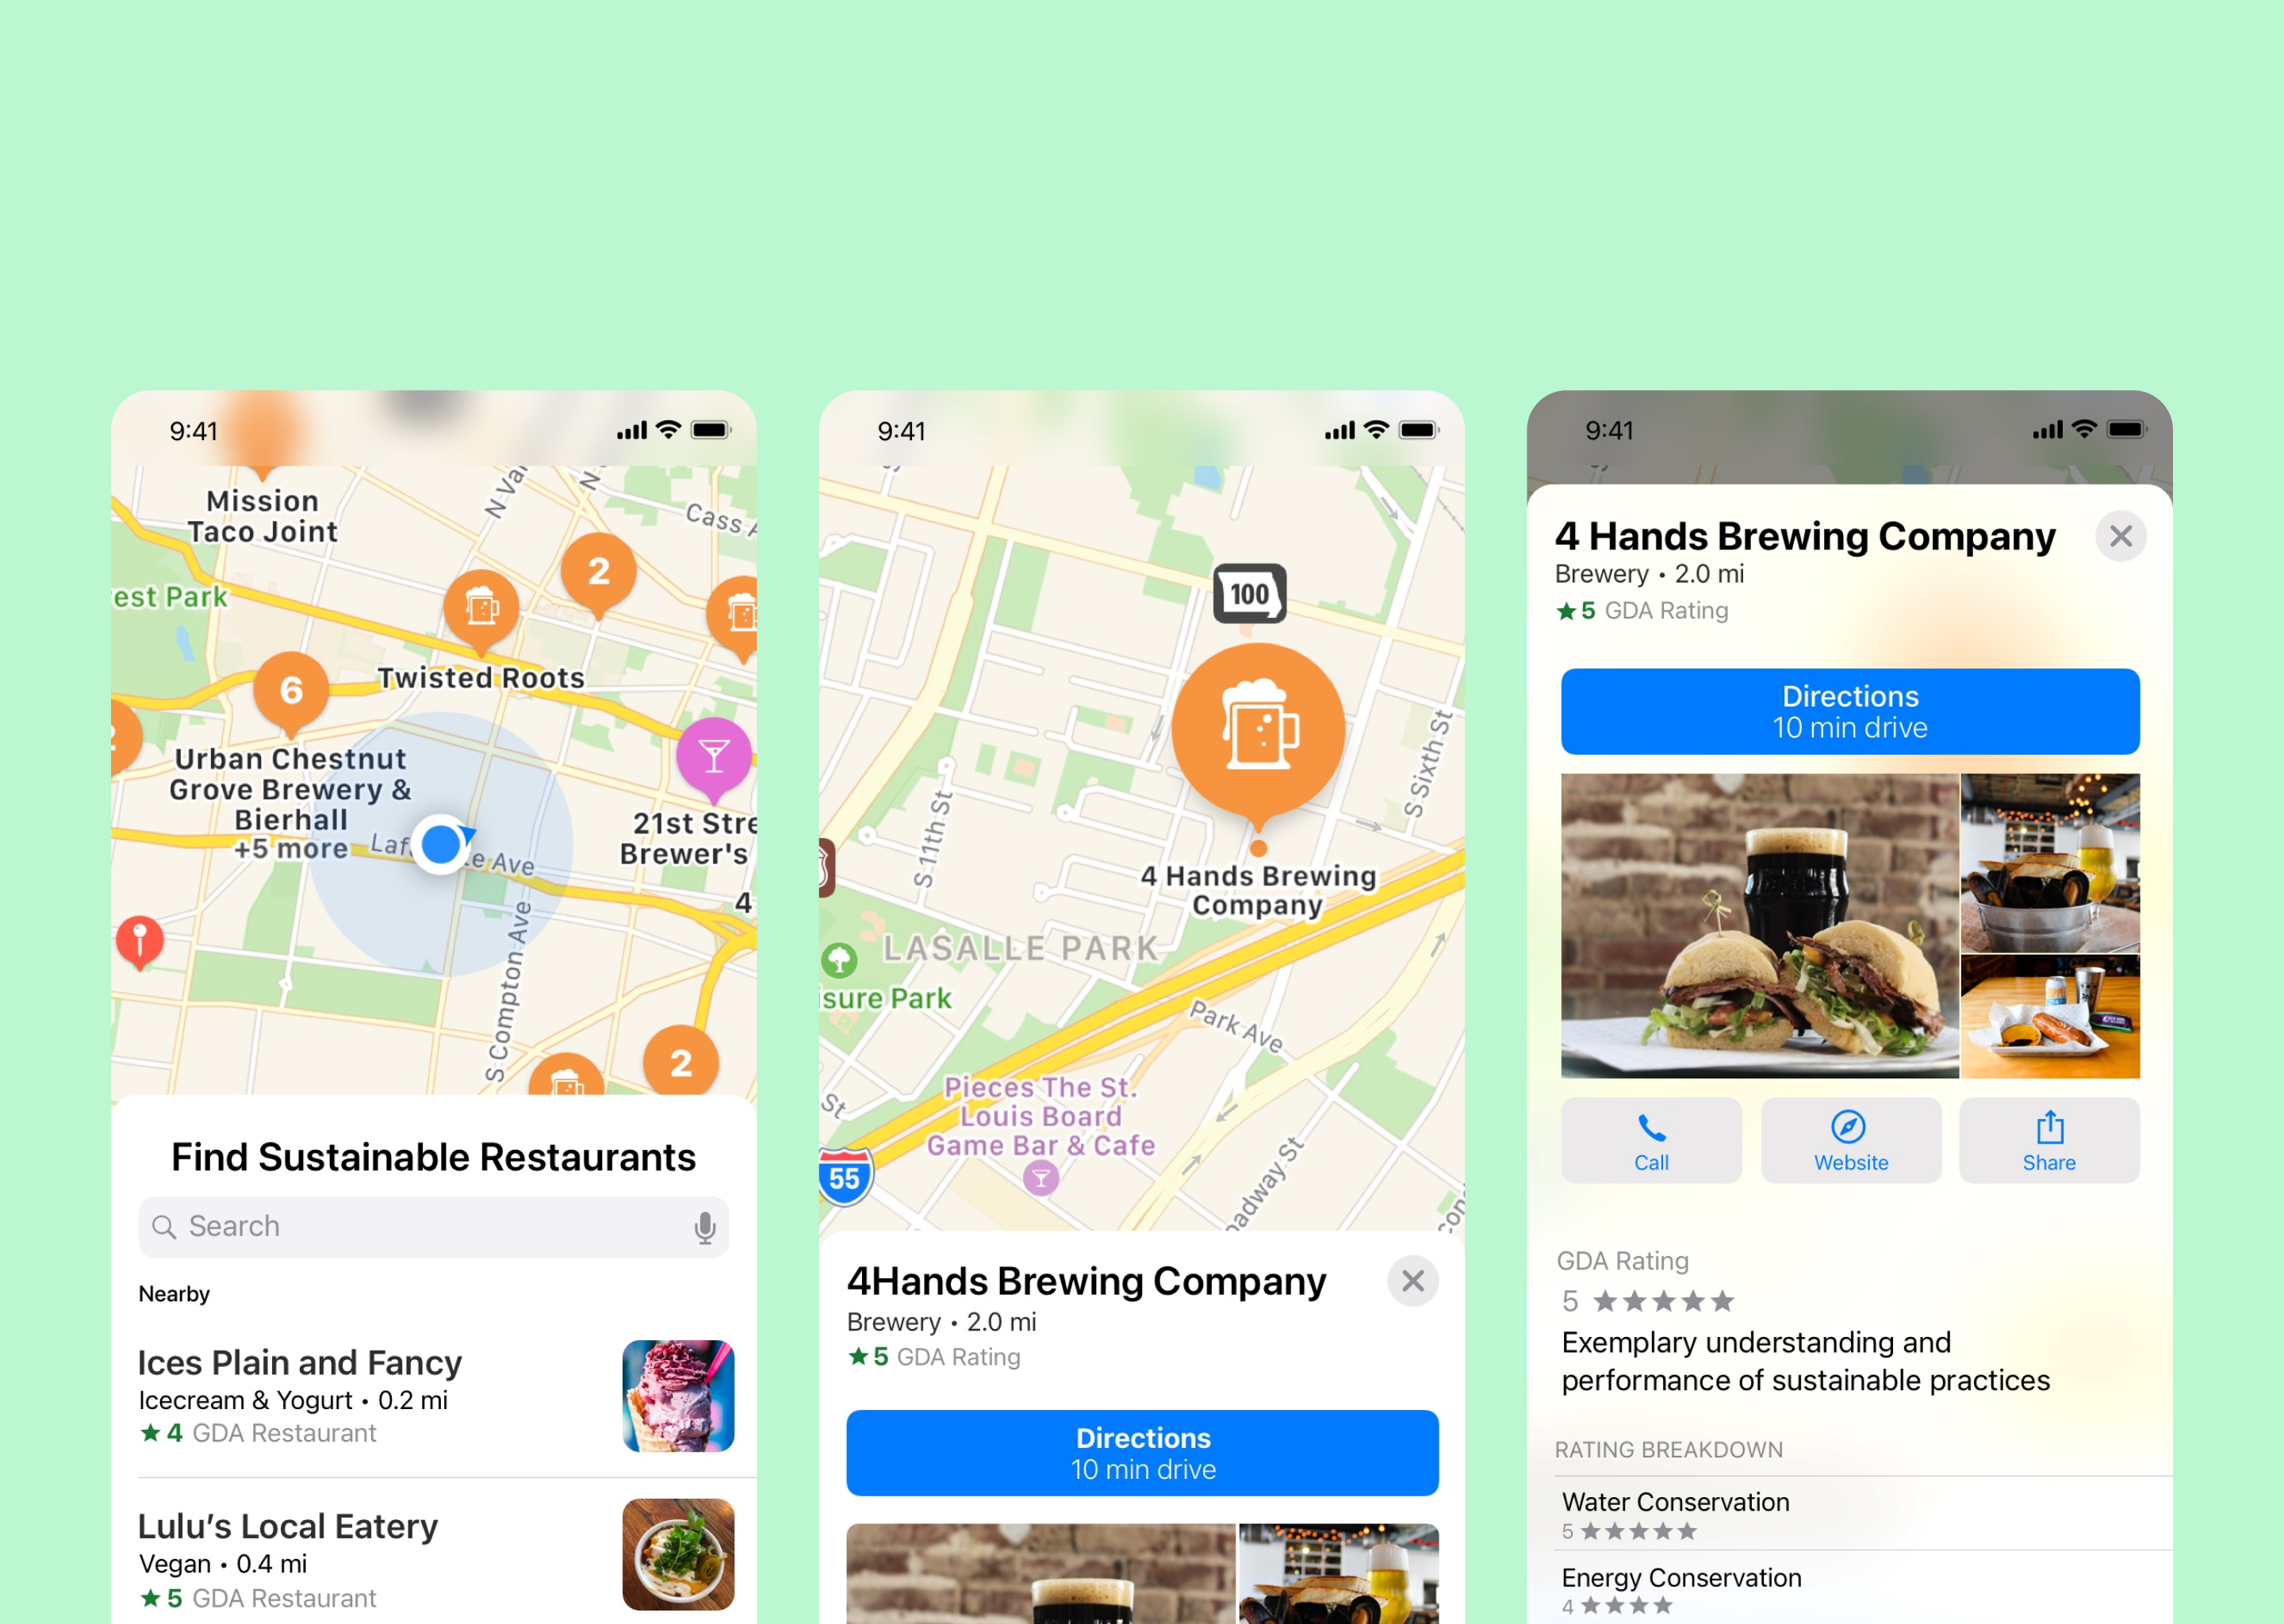 9:41
Mission
Taco Joint
N Va
N
Cass A
est Park
2
Twisted Roots
6
2
Urban Chestnut
Grove Brewery &
Bierhall
+5 more
Laf e Ave
21st Stre
Brewer's
4
S Compton Ave
2
Find Sustainable Restaurants
Search
Nearby
Ices Plain and Fancy
Icecream & Yogurt • 0.2 mi
★ 4 GDA Restaurant
Lulu’s Local Eatery
Vegan • 0.4 mi
★ 5 GDA Restaurant
9:41
100
S Sixth St
S 11th St
4 Hands Brewing
Company
LASALLE PARK
isure Park
Park Ave
Pieces The St.
Louis Board
Game Bar & Cafe
St
55
oadway St
4Hands Brewing Company
Brewery • 2.0 mi
★ 5 GDA Rating
Directions
10 min drive
9:41
4 Hands Brewing Company
Brewery • 2.0 mi
★ 5 GDA Rating
Directions
10 min drive
Call
Website
Share
GDA Rating
5 ★★★★★
Exemplary understanding and
performance of sustainable practices
RATING BREAKDOWN
Water Conservation
5 ★★★★★
Energy Conservation
4 ★★★★